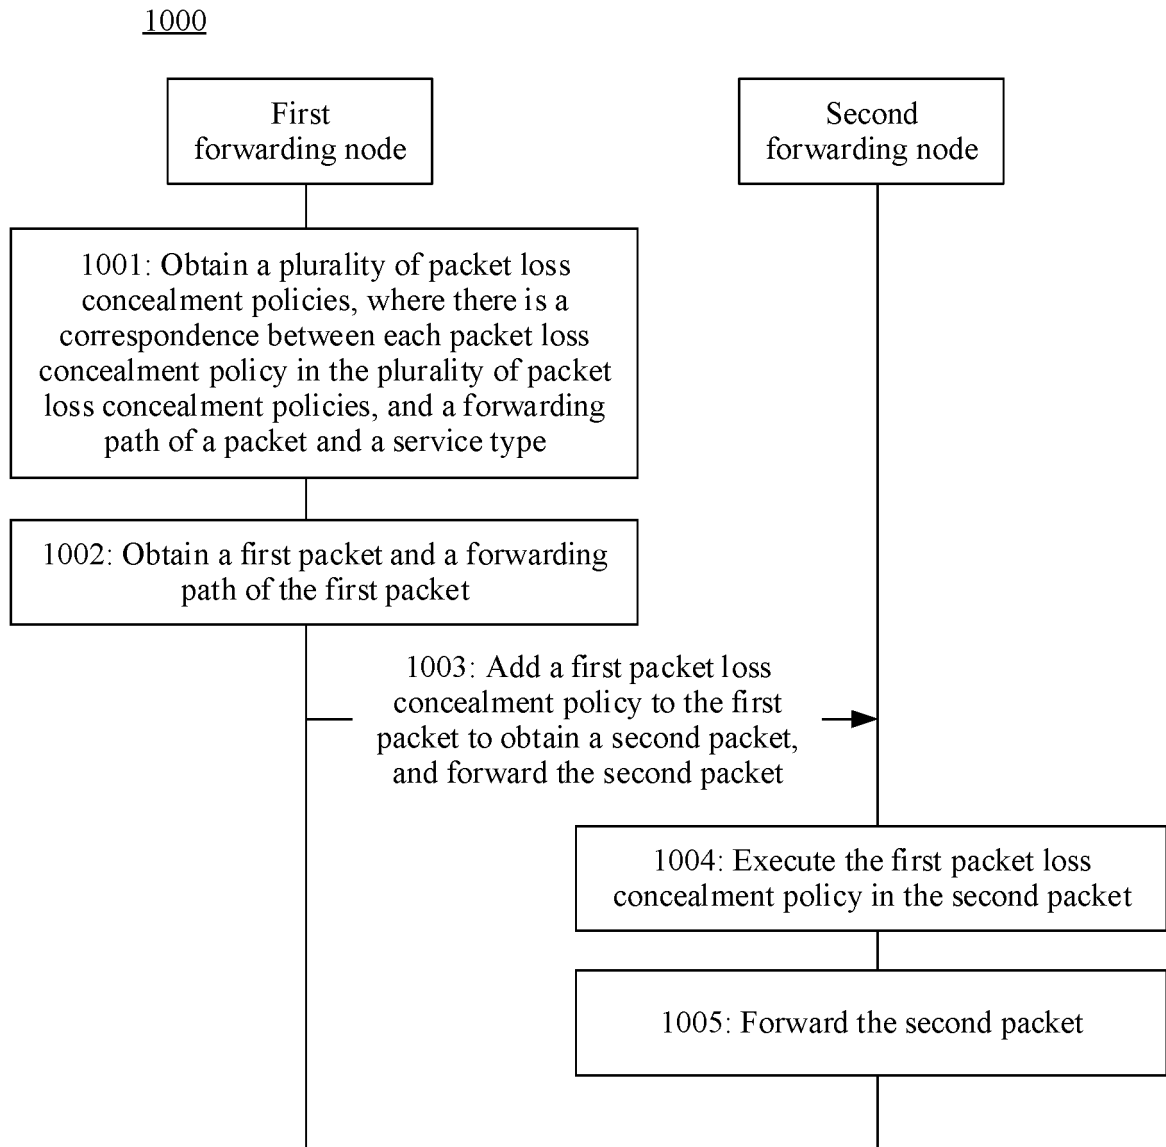 1000
First
forwarding node
Second
forwarding node
1001: Obtain a plurality of packet loss
concealment policies, where there is a
correspondence between each packet loss
concealment policy in the plurality of packet
loss concealment policies, and a forwarding
path of a packet and a service type
1002: Obtain a first packet and a forwarding
path of the first packet
1003: Add a first packet loss
concealment policy to the first
packet to obtain a second packet,
and forward the second packet
1004: Execute the first packet loss
concealment policy in the second packet
1005: Forward the second packet